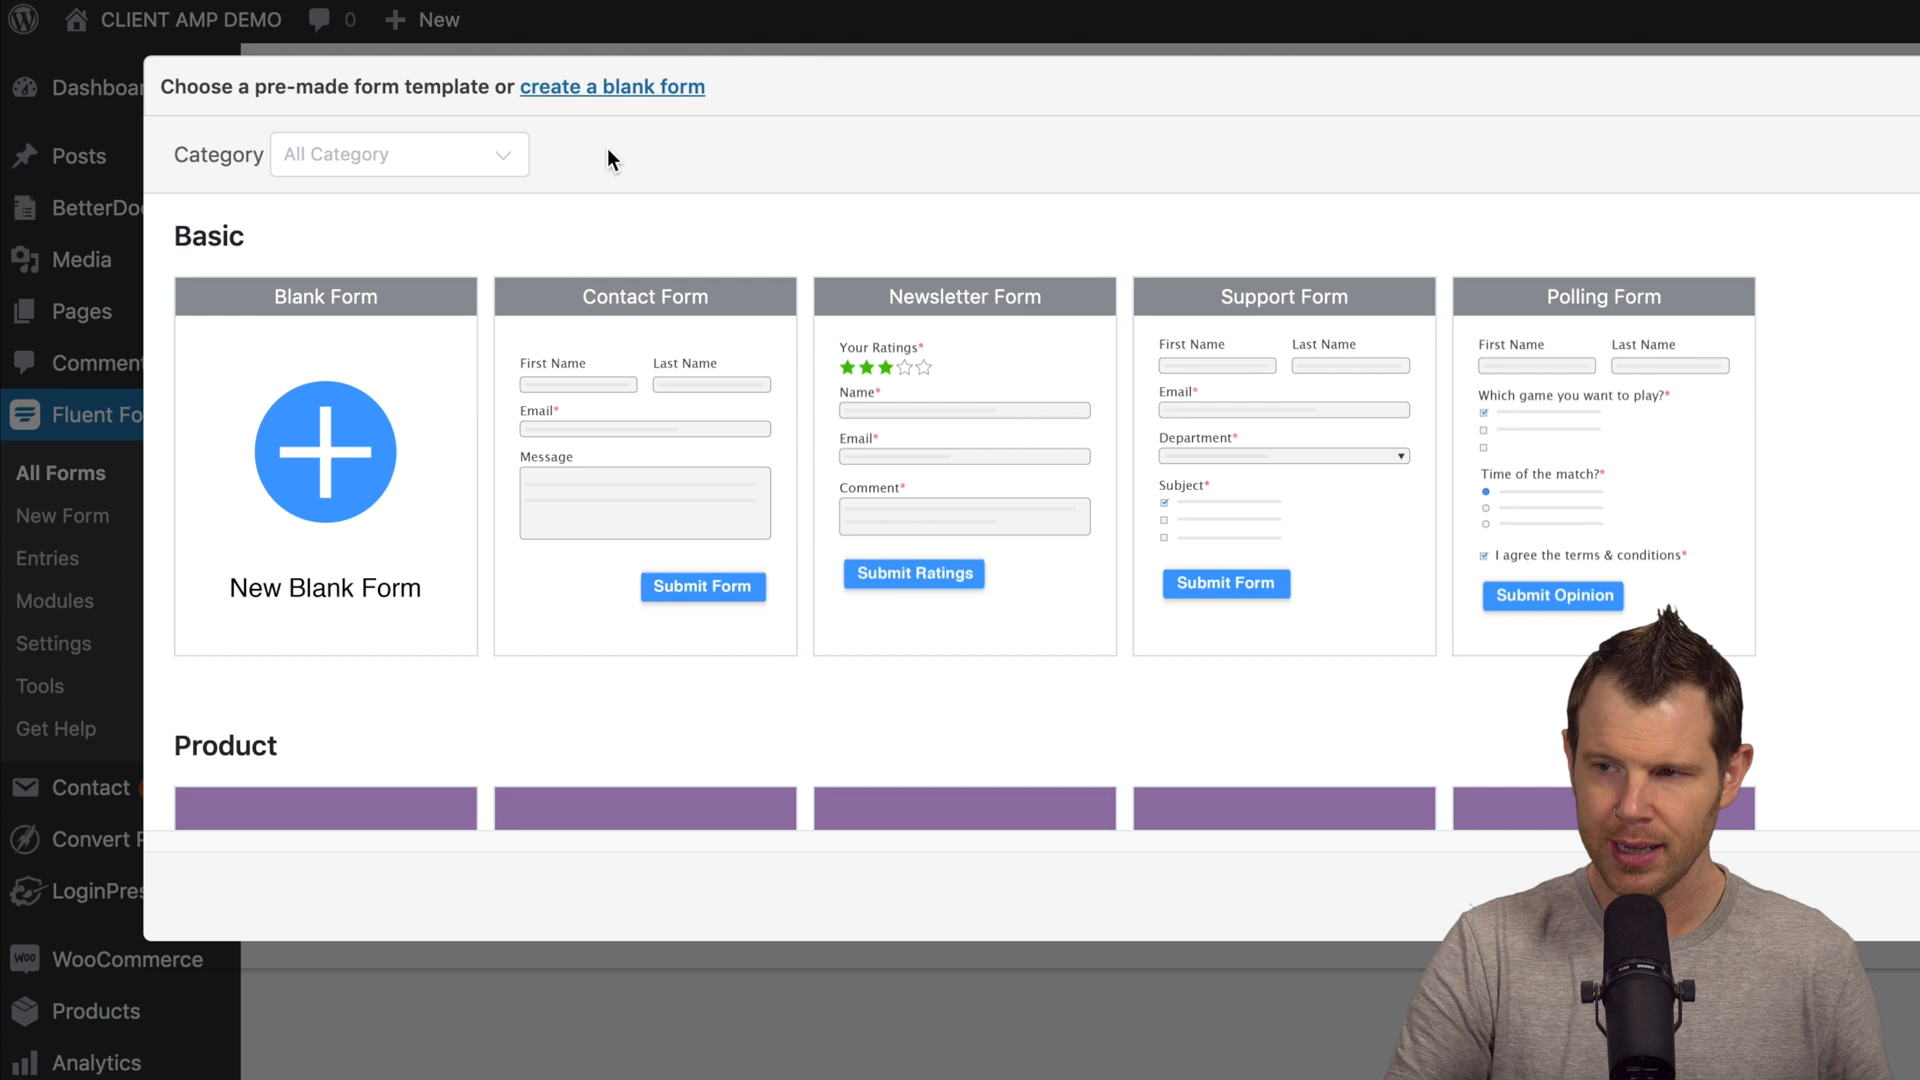 CLIENT AMP DEMO 0 New
Choose a pre-made form template or create a blank form
Category All Category
Dashboar
Posts
BetterDoc
Media
Pages
Comment
Fluent Fo
All Forms
New Form
Entries
Modules
Settings
Tools
Get Help
Contact
Convert P
LoginPres
WOO WooCommerce
Products
Analytics
Basic
Blank Form
New Blank Form
Contact Form
First Name Last Name
Email*
Message
Submit Form
Newsletter Form
Your Ratings*
Name*
Email*
Comment*
Submit Ratings
Support Form
First Name Last Name
Email*
Department*
Subject*
Submit Form
Polling Form
First Name Last Name
Which game you want to play?*
Time of the match?*
I agree the terms & conditions*
Submit Opinion
Product